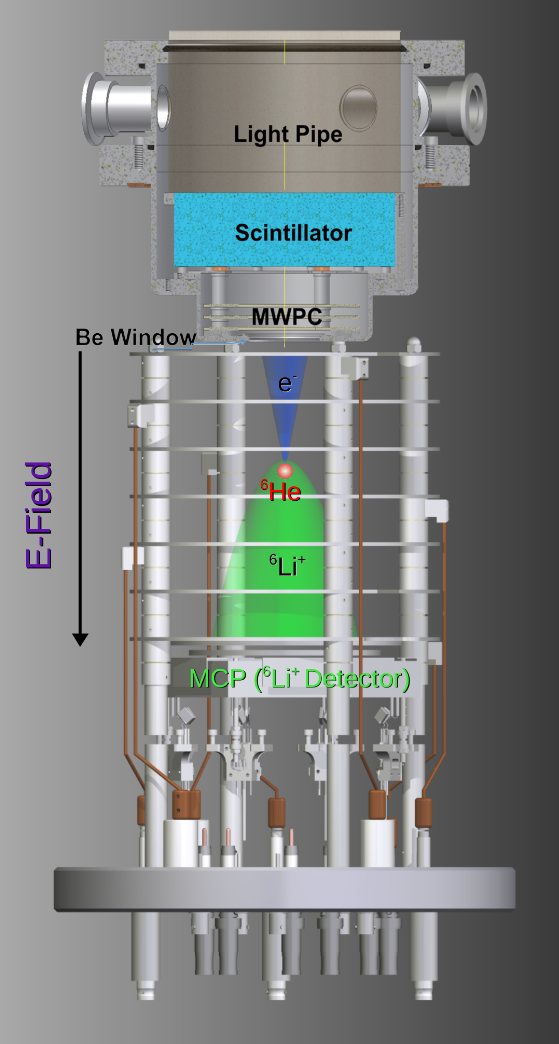 Light Pipe
Scintillator
MWPC
Be Window
e⁻
E-Field
⁶He
⁶Li⁺
MCP (⁶Li⁺ Detector)